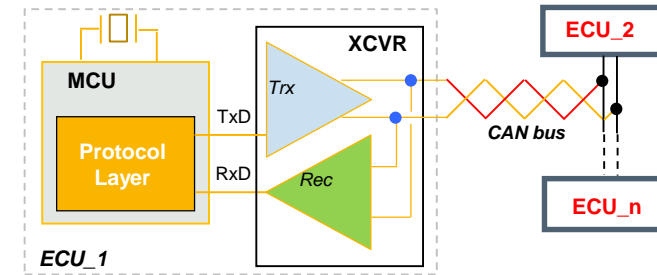 XCVR
ECU_2
MCU
Trx
TxD
CAN bus
Protocol
Layer
RxD
Rec
ECU_n
ECU_1